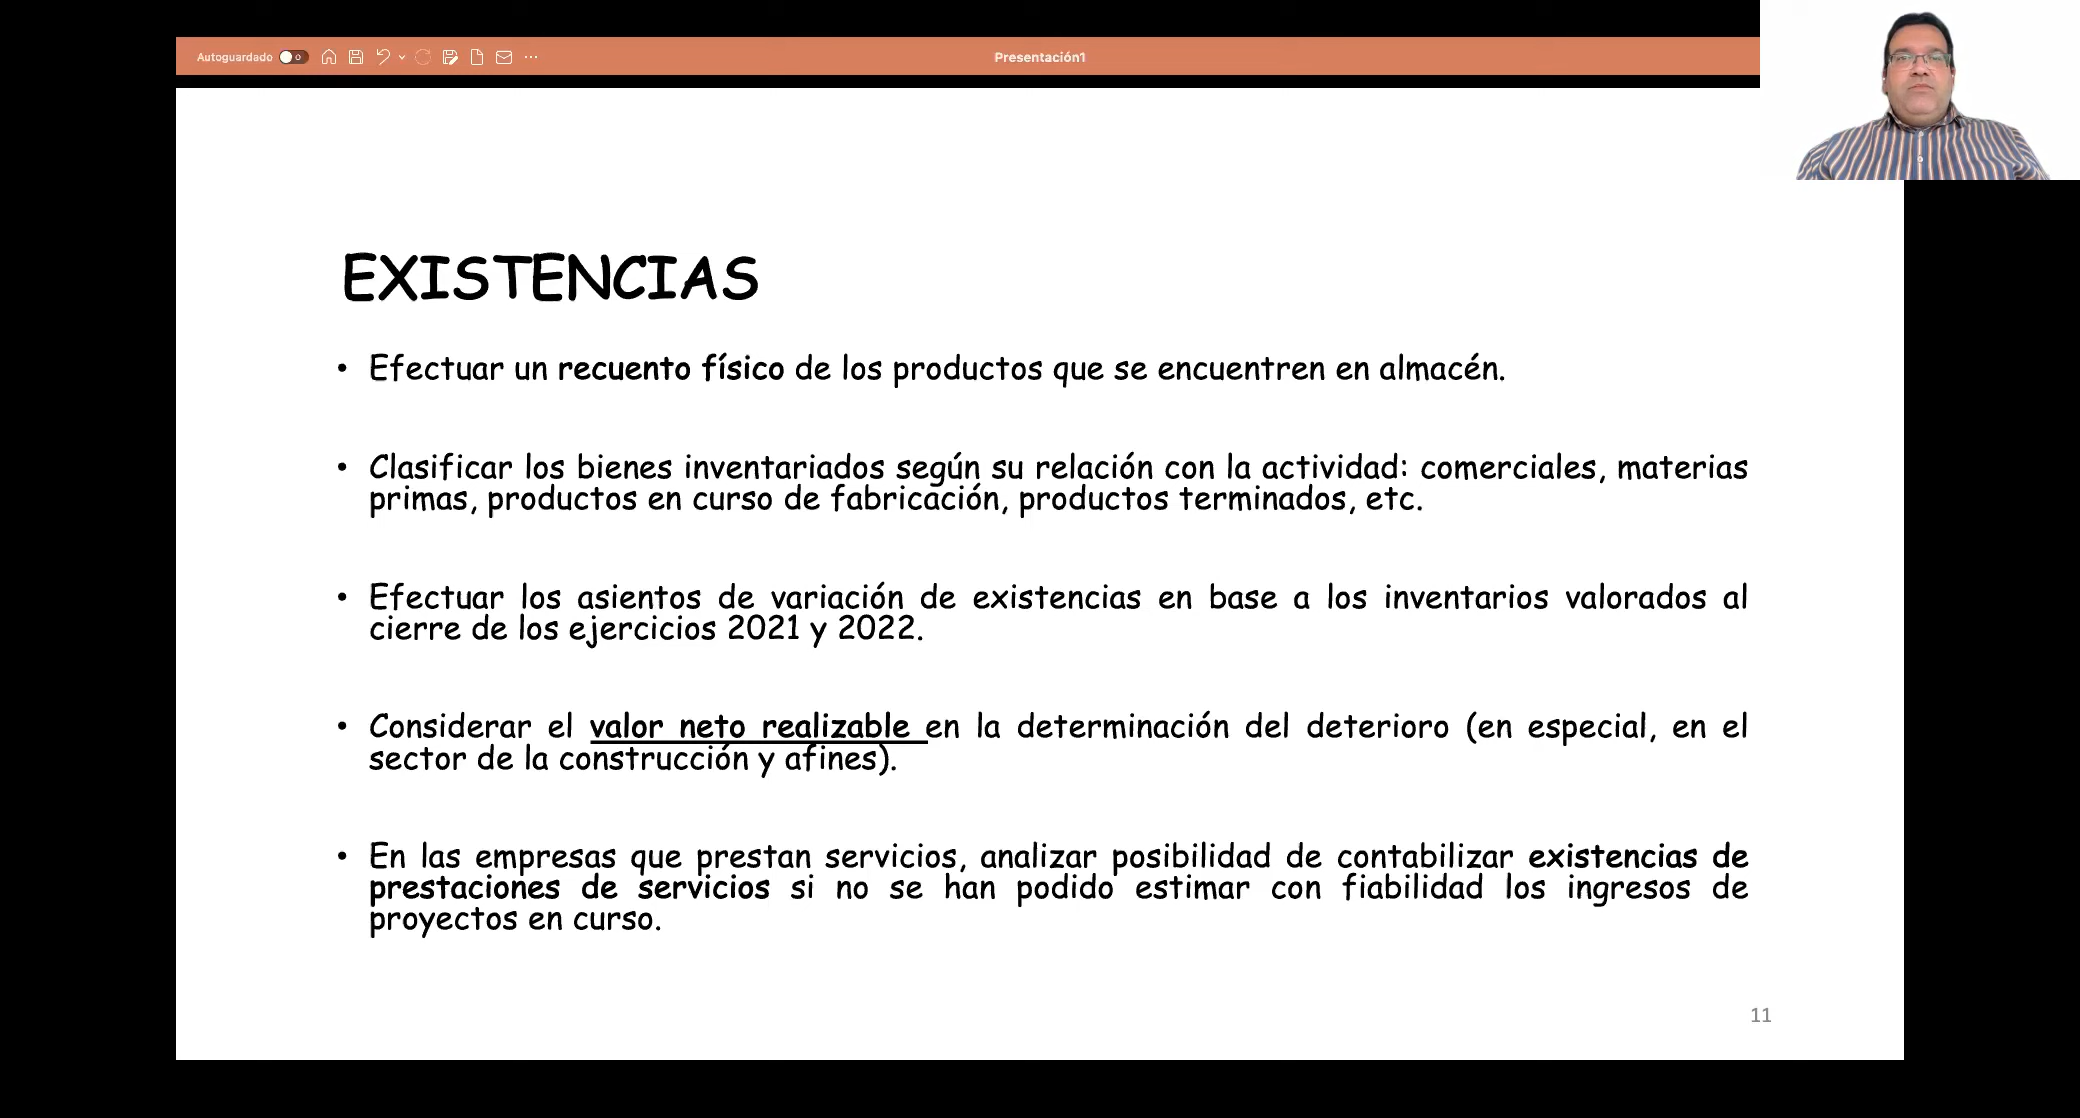 Autoguardado
Presentación1
EXISTENCIAS
• Efectuar un recuento físico de los productos que se encuentren en almacén.
• Clasificar los bienes inventariados según su relación con la actividad: comerciales, materias
primas, productos en curso de fabricación, productos terminados, etc.
• Efectuar los asientos de variación de existencias en base a los inventarios valorados al
cierre de los ejercicios 2021 y 2022.
• Considerar el valor neto realizable en la determinación del deterioro (en especial, en el
sector de la construcción y afines).
• En las empresas que prestan servicios, analizar posibilidad de contabilizar existencias de
prestaciones de servicios si no se han podido estimar con fiabilidad los ingresos de
proyectos en curso.
11